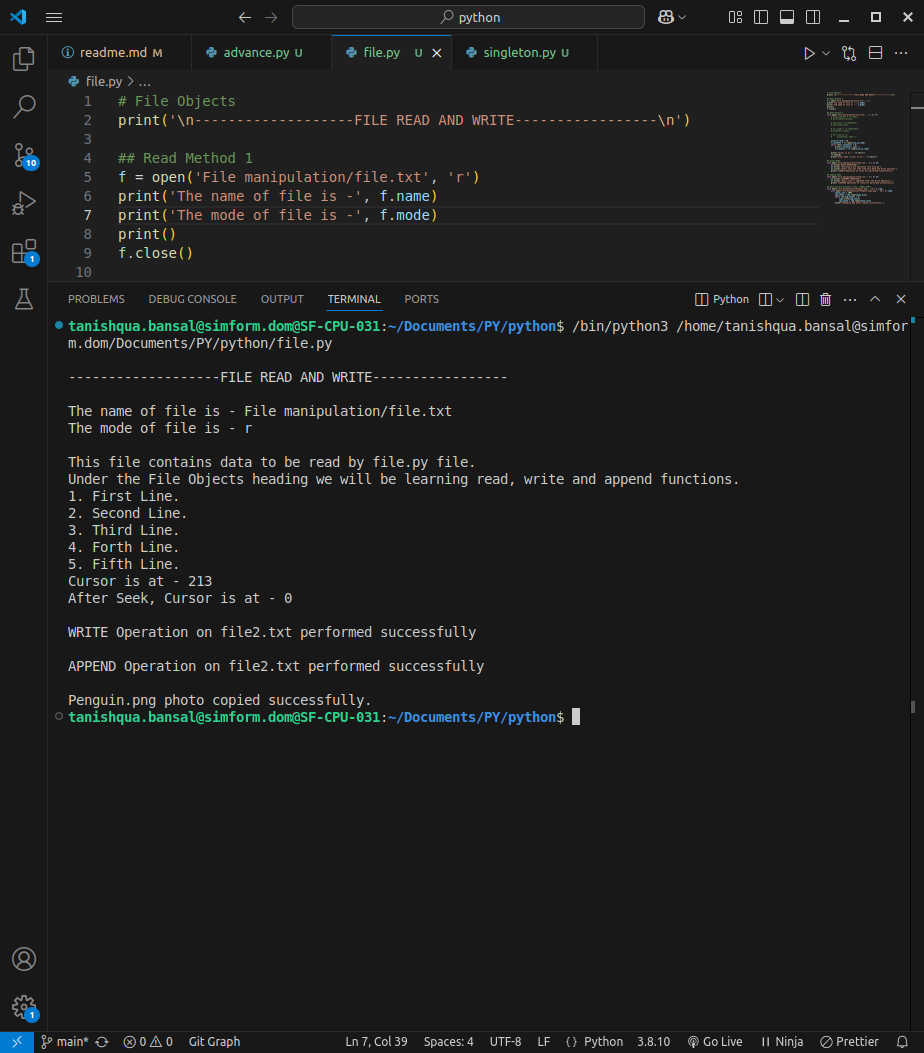 python
readme.md M
advance.py U
file.py U
singleton.py U
file.py > ...
1 # File Objects
2 print('\n--------------------FILE READ AND WRITE------------------\n')
3
4 ## Read Method 1
5 f = open('File manipulation/file.txt', 'r')
6 print('The name of file is -', f.name)
7 print('The mode of file is -', f.mode)
8 print()
9 f.close()
10
PROBLEMS DEBUG CONSOLE OUTPUT TERMINAL PORTS
Python
tanishqua.bansal@simform.dom@SF-CPU-031:~/Documents/PY/python$ /bin/python3 /home/tanishqua.bansal@simfor
m.dom/Documents/PY/python/file.py
-------------------FILE READ AND WRITE-----------------
The name of file is - File manipulation/file.txt
The mode of file is - r
This file contains data to be read by file.py file.
Under the File Objects heading we will be learning read, write and append functions.
1. First Line.
2. Second Line.
3. Third Line.
4. Forth Line.
5. Fifth Line.
Cursor is at - 213
After Seek, Cursor is at - 0
WRITE Operation on file2.txt performed successfully
APPEND Operation on file2.txt performed successfully
Penguin.png photo copied successfully.
tanishqua.bansal@simform.dom@SF-CPU-031:~/Documents/PY/python$
10
1
1
main* 0 0 Git Graph Ln 7, Col 39 Spaces: 4 UTF-8 LF {} Python 3.8.10 Go Live Ninja Prettier